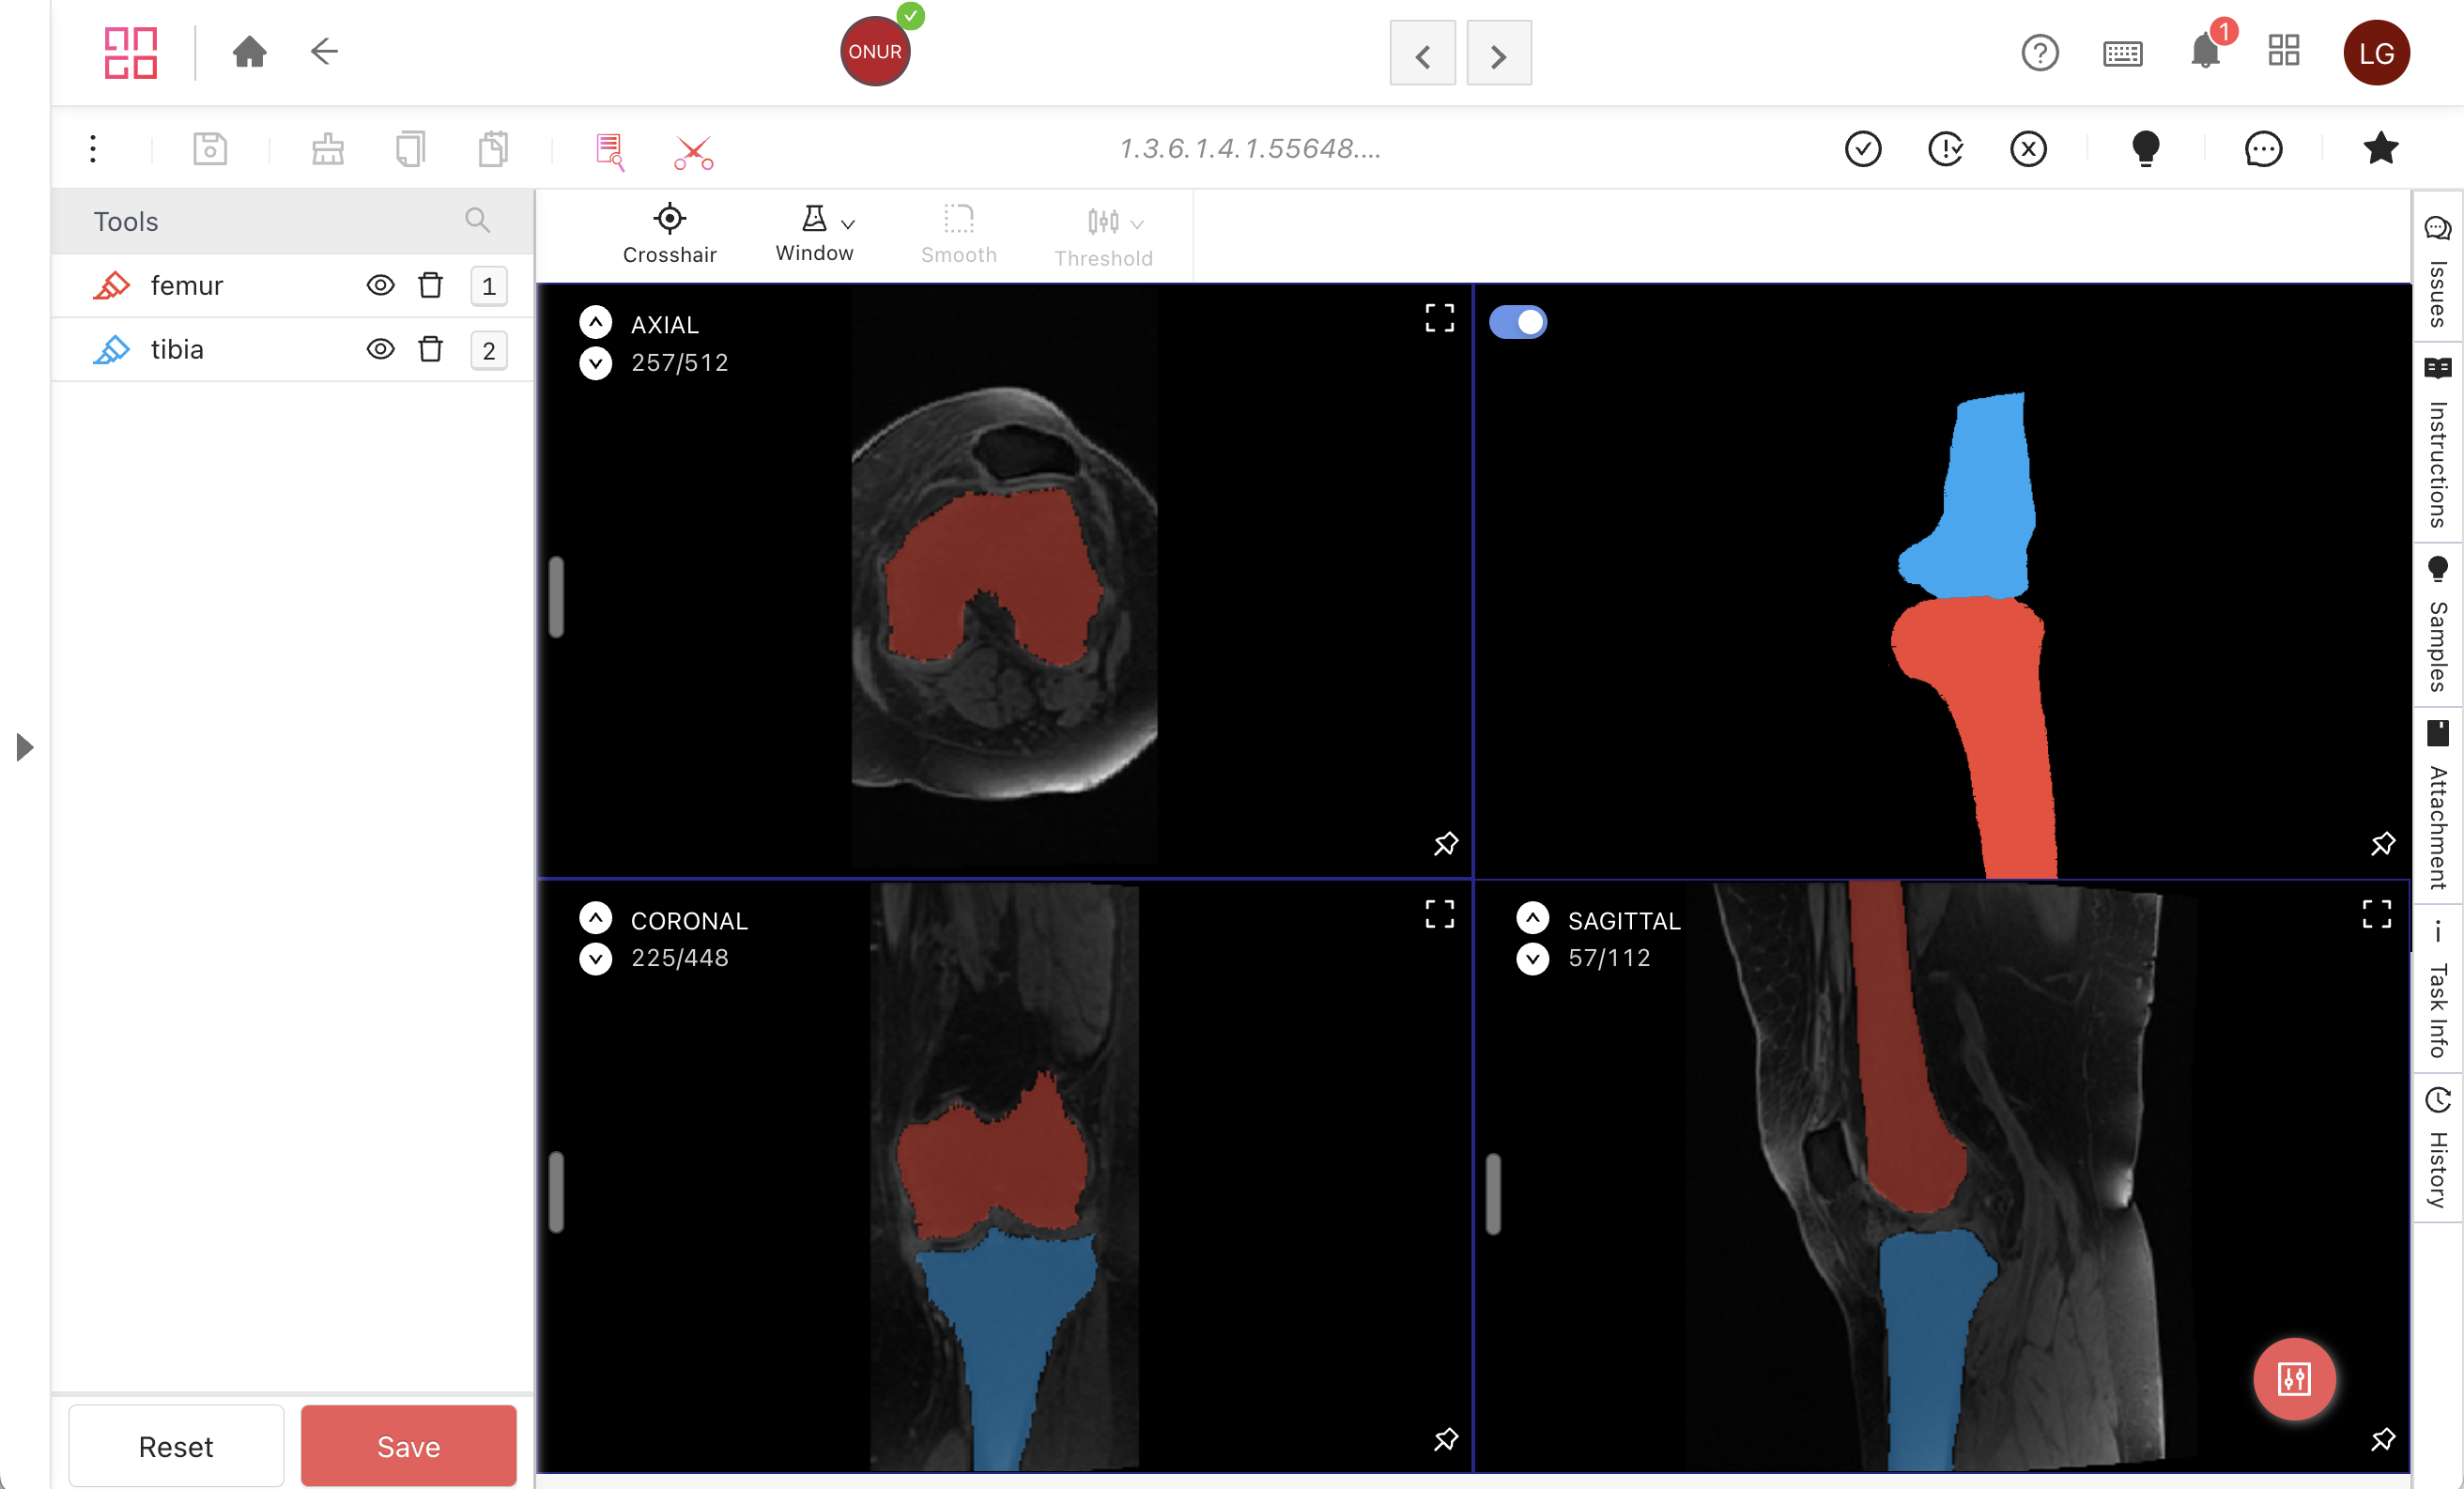 ONUR
1
LG
1.3.6.1.4.1.55648....
Tools
femur
1
tibia
2
Crosshair
Window
Smooth
Threshold
AXIAL
257/512
CORONAL
225/448
SAGITTAL
57/112
Issues
Instructions
Samples
Attachment
Task Info
History
Reset
Save